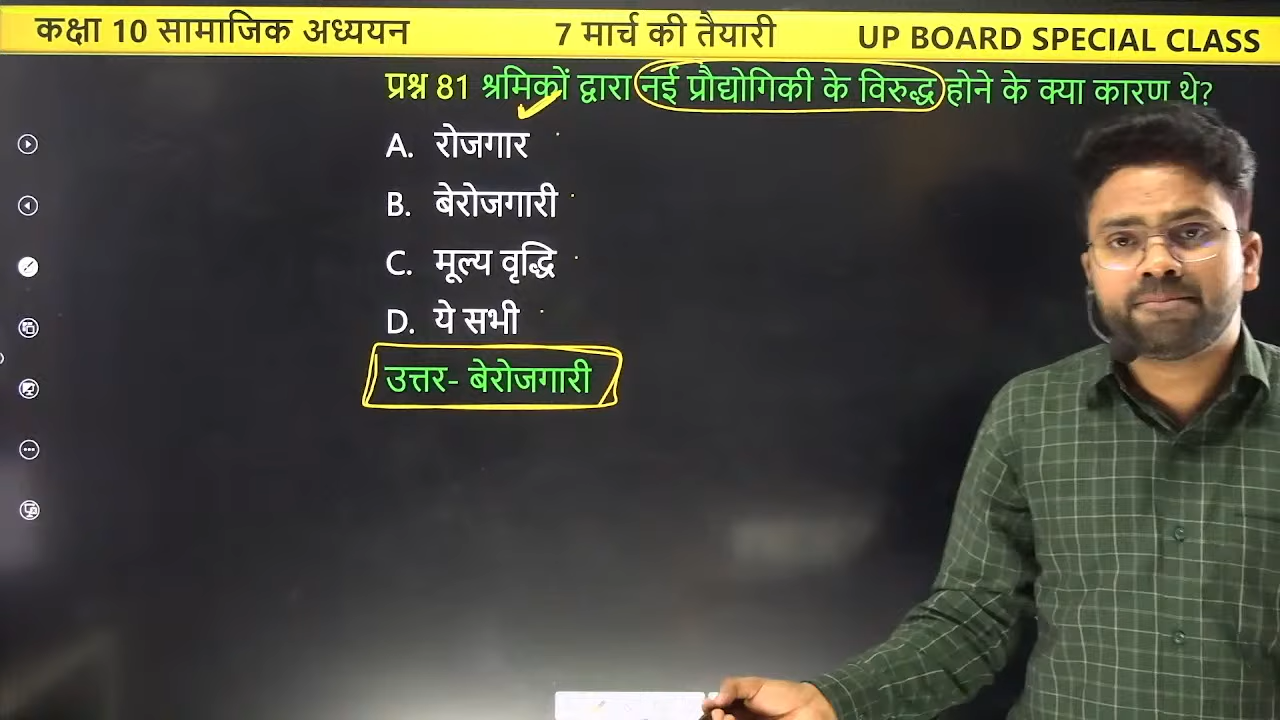 कक्षा 10 सामाजिक अध्ययन 7 मार्च की तैयारी UP BOARD SPECIAL CLASS
प्रश्न 81 श्रमिकों द्वारा नई प्रौद्योगिकी के विरुद्ध होने के क्या कारण थे?
A. रोजगार
B. बेरोजगारी
C. मूल्य वृद्धि
D. ये सभी
उत्तर- बेरोजगारी